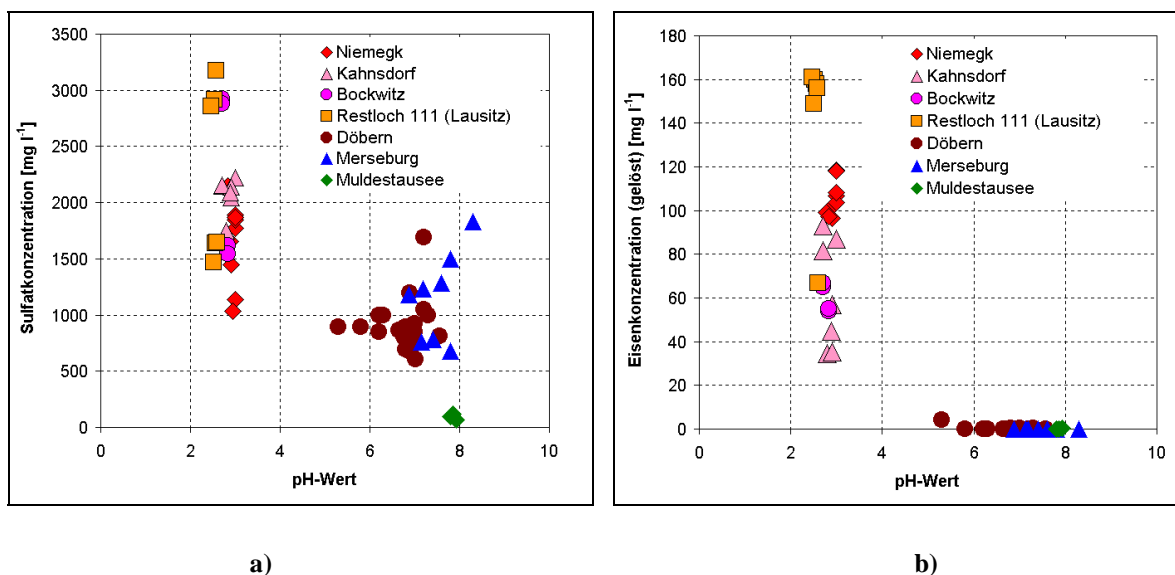 3500
3000
2500
2000
1500
1000
500
0
Sulfatkonzentration [mg l⁻¹]
Niemegk
Kahnsdorf
Bockwitz
Restloch 111 (Lausitz)
Döbern
Merseburg
Muldestausee
0 2 4 6 8 10
pH-Wert
a)
180
160
140
120
100
80
60
40
20
0
Eisenkonzentration (gelöst) [mg l⁻¹]
Niemegk
Kahnsdorf
Bockwitz
Restloch 111 (Lausitz)
Döbern
Merseburg
Muldestausee
0 2 4 6 8 10
pH-Wert
b)